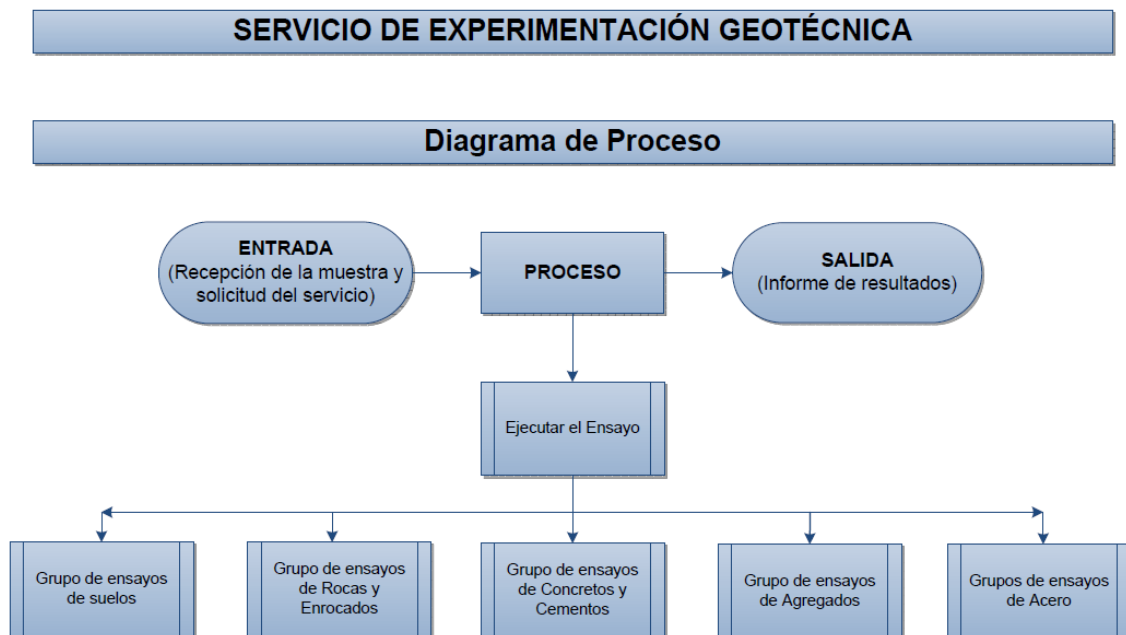 SERVICIO DE EXPERIMENTACIÓN GEOTÉCNICA
Diagrama de Proceso
ENTRADA
(Recepción de la muestra y
solicitud del servicio)
PROCESO
SALIDA
(Informe de resultados)
Ejecutar el Ensayo
Grupo de ensayos
de suelos
Grupo de ensayos
de Rocas y
Enrocados
Grupo de ensayos
de Concretos y
Cementos
Grupo de ensayos
de Agregados
Grupos de ensayos
de Acero